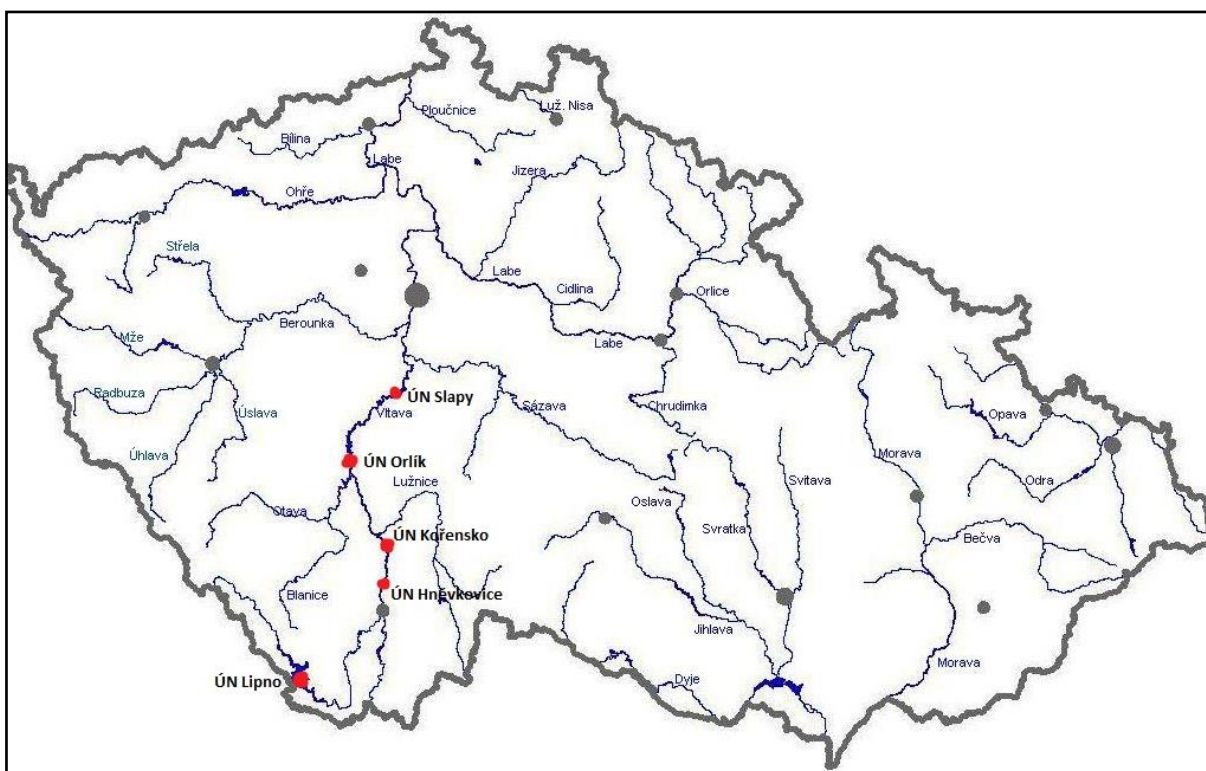 Luž. Nisa
Ploučnice
Bílina
Labe
Jizera
Ohře
Střela
Labe
Cidlina
Orlice
Berounka
Mže
Labe
Radbuza
ÚN Slapy
Vltava
Sázava
Chrudimka
Úslava
Opava
Úhlava
ÚN Orlík
Lužnice
Morava
Svitava
Odra
Oslava
Otava
Svratka
ÚN Kořensko
Bečva
ÚN Hněvkovice
Blanice
Jihlava
Morava
ÚN Lipno
Dyje